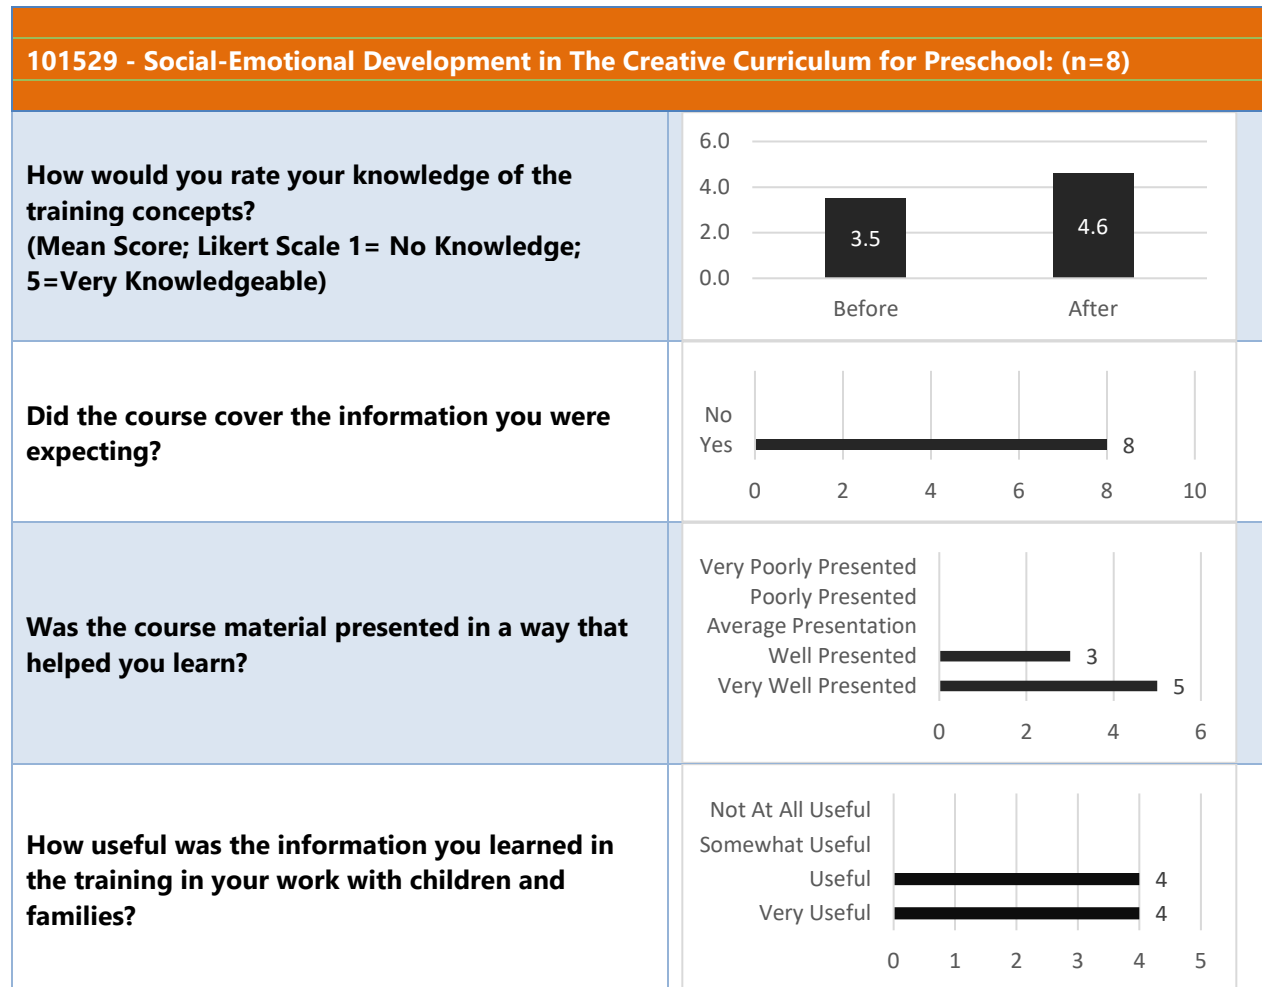 101529 - Social-Emotional Development in The Creative Curriculum for Preschool: (n=8)
How would you rate your knowledge of the
training concepts?
(Mean Score; Likert Scale 1= No Knowledge;
5=Very Knowledgeable)
6.0
4.0
2.0
0.0
3.5
4.6
Before After
Did the course cover the information you were
expecting?
No
Yes 8
0 2 4 6 8 10
Was the course material presented in a way that
helped you learn?
Very Poorly Presented
Poorly Presented
Average Presentation
Well Presented 3
Very Well Presented 5
0 2 4 6
How useful was the information you learned in
the training in your work with children and
families?
Not At All Useful
Somewhat Useful
Useful 4
Very Useful 4
0 1 2 3 4 5